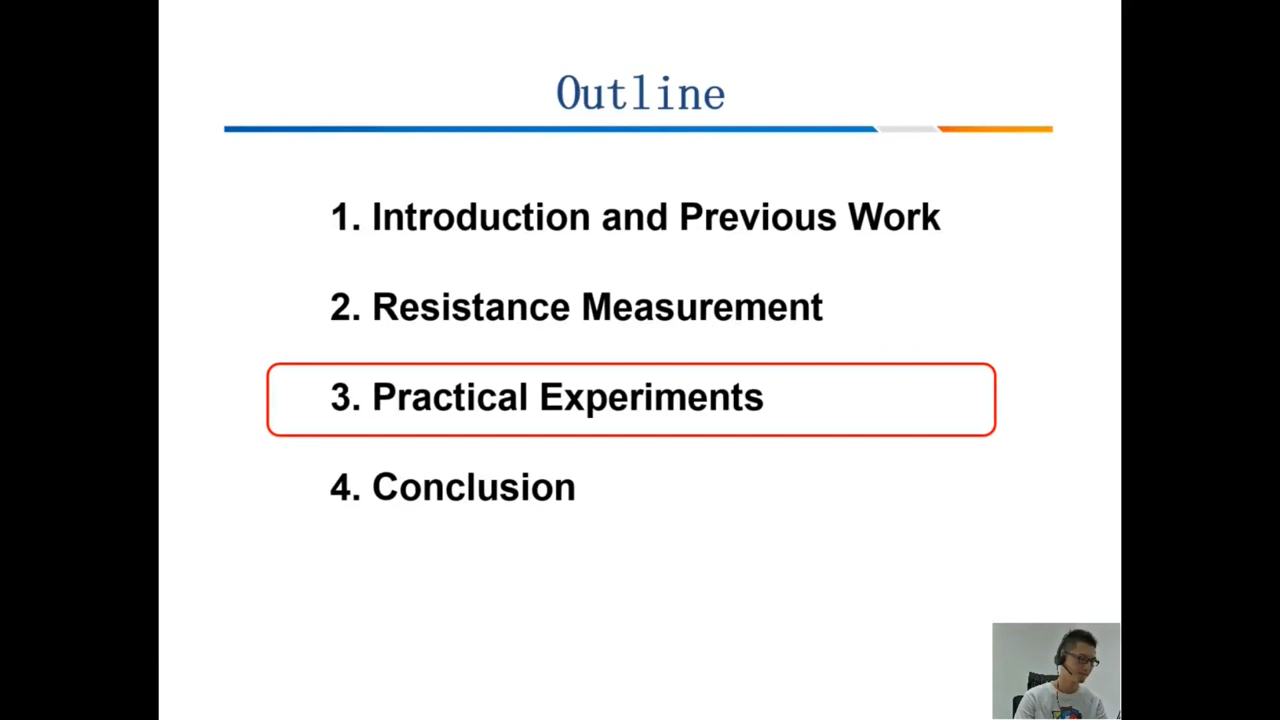 Outline
1. Introduction and Previous Work
2. Resistance Measurement
3. Practical Experiments
4. Conclusion